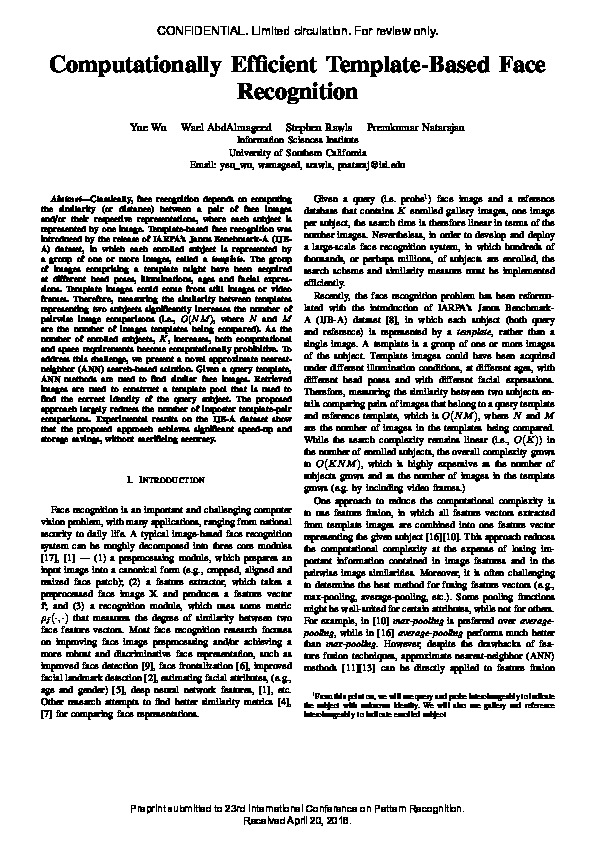 CONFIDENTIAL. Limited circulation. For review only.
Computationally Efficient Template-Based Face
Recognition
Yue Wu Wael AbdAlmageed Stephen Rawls Premkumar Natarajan
Information Sciences Institute
University of Southern California
Email: yue_wu, wamageed, srawls, pnataraj@isi.edu
Abstract—Classically, face recognition depends on computing
the similarity (or distance) between a pair of face images
and/or their respective representations, where each subject is
represented by one image. Template-based face recognition was
introduced by the release of IARPA's Janus Benchmark-A (IJB-
A) dataset, in which each enrolled subject is represented by
a group of one or more images, called a template. The group
of images comprising a template might have been acquired
at different head poses, illuminations, ages and facial expres-
sions. Template images could come from still images or video
frames. Therefore, measuring the similarity between templates
representing two subjects significantly increases the number of
pairwise image comparisons (i.e., O(NM), where N and M
are the number of images templates being compared). As the
number of enrolled subjects, K, increases, both computational
and space requirements become computationally prohibitive. To
address this challenge, we present a novel approximate nearest-
neighbor (ANN) search-based solution. Given a query template,
ANN methods are used to find similar face images. Retrieved
images are used to construct a template pool that is used to
find the correct identity of the query subject. The proposed
approach largely reduces the number of imposter template-pair
comparisons. Experimental results on the IJB-A dataset show
that the proposed approach achieves significant speed-up and
storage savings, without sacrificing accuracy.
I. INTRODUCTION
Face recognition is an important and challenging computer
vision problem, with many applications, ranging from national
security to daily life. A typical image-based face recognition
system can be roughly decomposed into three core modules
[17], [1] — (1) a preprocessing module, which prepares an
input image into a canonical form (e.g., cropped, aligned and
resized face patch); (2) a feature extractor, which takes a
preprocessed face image X and produces a feature vector
f; and (3) a recognition module, which uses some metric
ρf(·,·) that measures the degree of similarity between two
face feature vectors. Most face recognition research focuses
on improving face image preprocessing and/or achieving a
more robust and discriminative face representation, such as
improved face detection [9], face frontalization [6], improved
facial landmark detection [2], estimating facial attributes, (e.g.,
age and gender) [5], deep neural network features, [1], etc.
Other research attempts to find better similarity metrics [4],
[7] for comparing face representations.
Given a query (i.e. probe1) face image and a reference
database that contains K enrolled gallery images, one image
per subject, the search time is therefore linear in terms of the
number images. Nevertheless, in order to develop and deploy
a large-scale face recognition system, in which hundreds of
thousands, or perhaps millions, of subjects are enrolled, the
search scheme and similarity measure must be implemented
efficiently.
Recently, the face recognition problem has been reformu-
lated with the introduction of IARPA's Janus Benchmark-
A (IJB-A) dataset [8], in which each subject (both query
and reference) is represented by a template, rather than a
single image. A template is a group of one or more images
of the subject. Template images could have been acquired
under different illumination conditions, at different ages, with
different head poses and with different facial expressions.
Therefore, measuring the similarity between two subjects en-
tails comparing pairs of images that belong to a query template
and reference template, which is O(NM), where N and M
are the number of images in the templates being compared.
While the search complexity remains linear (i.e., O(K)) in
the number of enrolled subjects, the overall complexity grows
to O(KNM), which is highly expensive as the number of
subjects grows and as the number of images in the template
grows (e.g. by including video frames.)
One approach to reduce the computational complexity is
to use feature fusion, in which all feature vectors extracted
from template images are combined into one feature vector
representing the given subject [16][10]. This approach reduces
the computational complexity at the expense of losing im-
portant information contained in image features and in the
pairwise image similarities. Moreover, it is often challenging
to determine the best method for fusing feature vectors (e.g.,
max-pooling, average-pooling, etc.). Some pooling functions
might be well-suited for certain attributes, while not for others.
For example, in [10] max-pooling is preferred over average-
pooling, while in [16] average-pooling performs much better
than max-pooling. However, despite the drawbacks of fea-
ture fusion techniques, approximate nearest-neighbor (ANN)
methods [11][13] can be directly applied to feature fusion
1From this point on, we will use query and probe interchangeably to indicate
the subject with unknown identity. We will also use gallery and reference
interchangeably to indicate enrolled subject
Preprint submitted to 23rd International Conference on Pattern Recognition.
Received April 20, 2016.